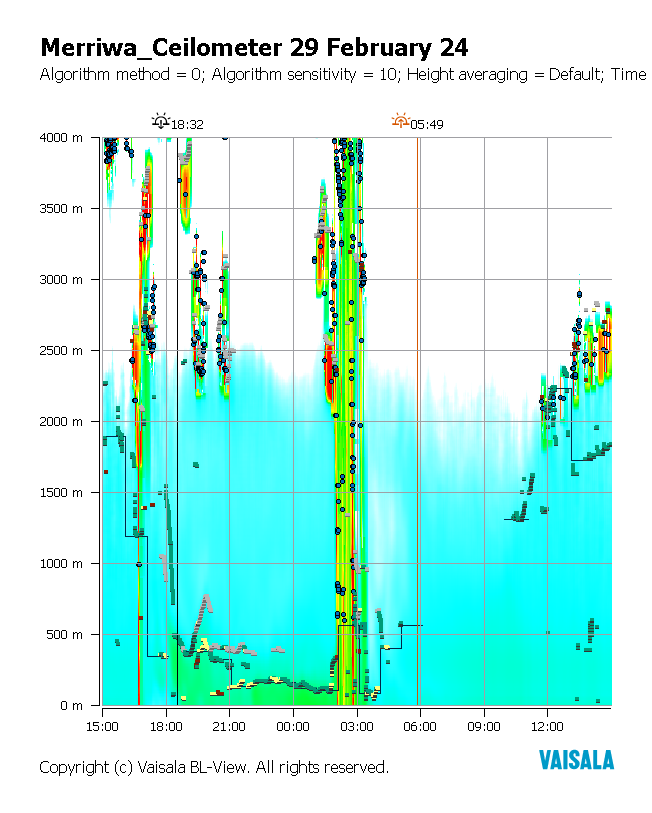 Merriwa_Ceilometer 29 February 24
Algorithm method = 0; Algorithm sensitivity = 10; Height averaging = Default; Time
18:32
05:49
4000 m
3500 m
3000 m
2500 m
2000 m
1500 m
1000 m
500 m
0 m
15:00 18:00 21:00 00:00 03:00 06:00 09:00 12:00
Copyright (c) Vaisala BL-View. All rights reserved.
VAISALA